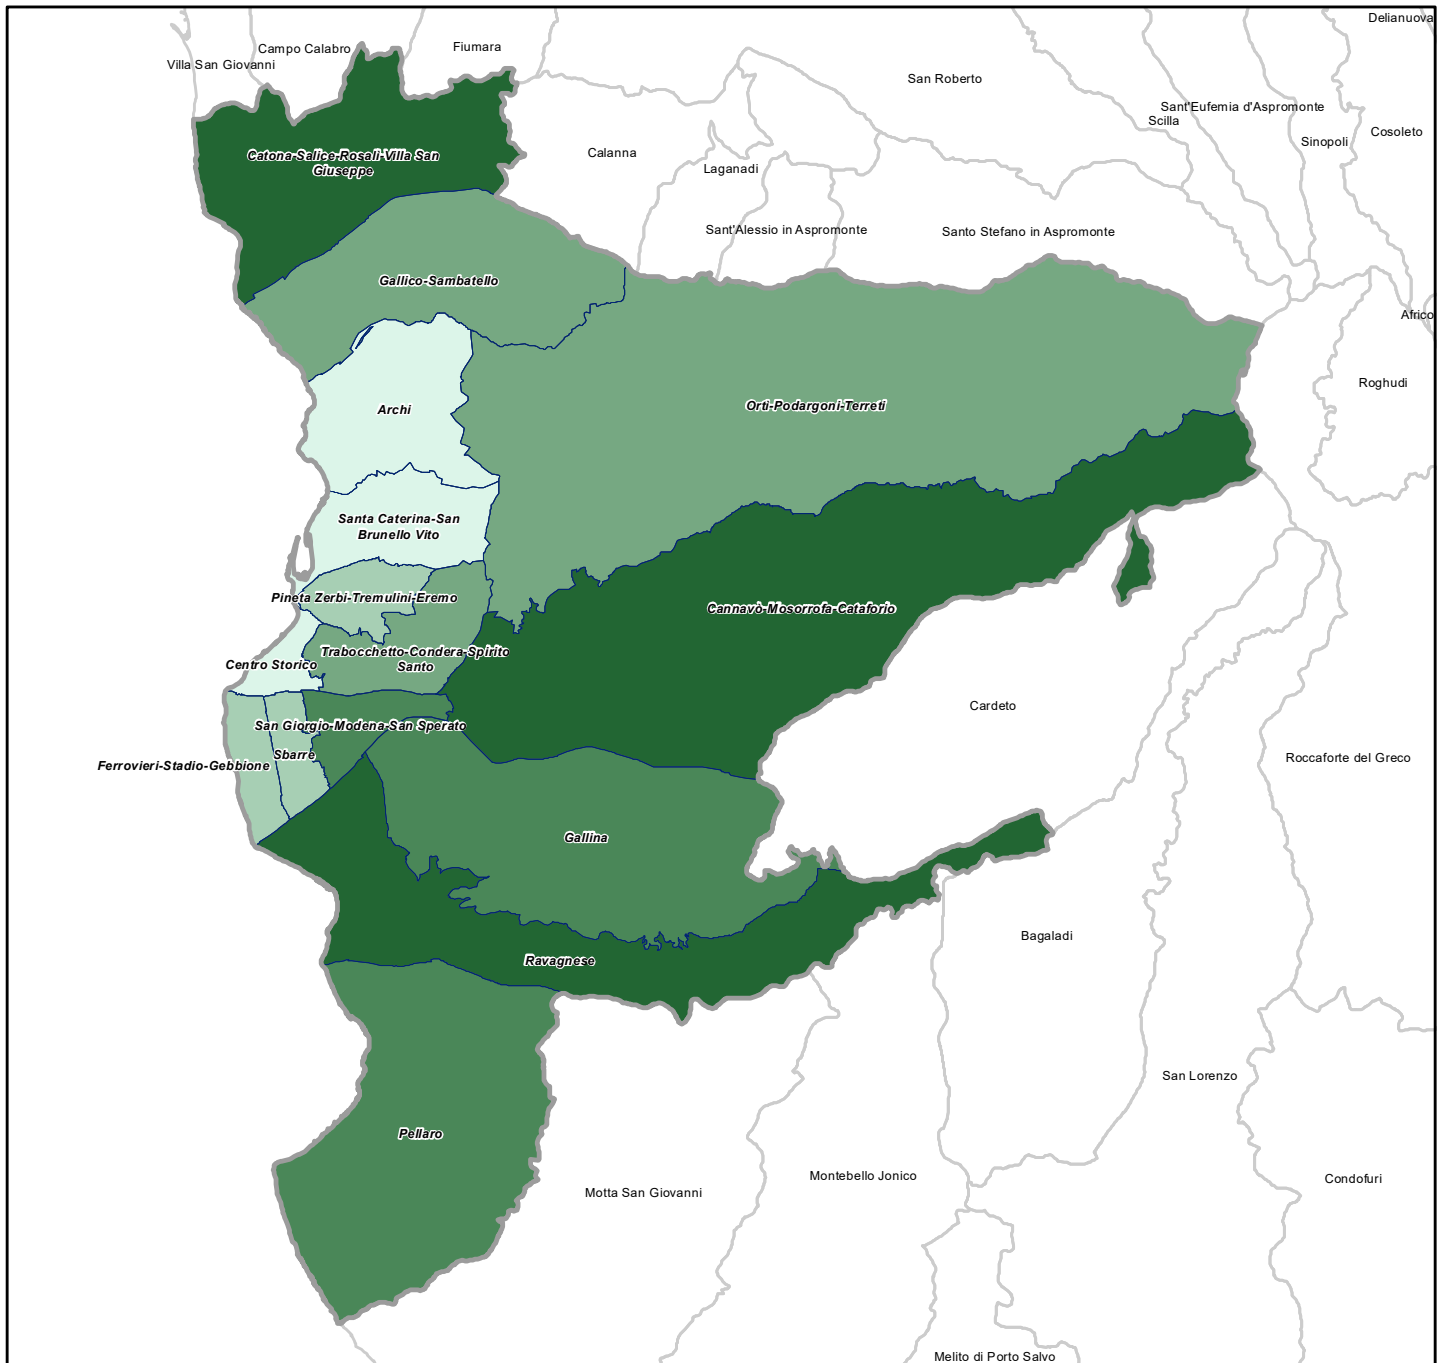 Delianuova
Campo Calabro
Fiumara
Villa San Giovanni
San Roberto
Sant'Eufemia d'Aspromonte
Scilla
Cosoleto
Sinopoli
Catona-Salice-Rosalì-Villa San
Giuseppe
Calanna
Laganadi
Sant'Alessio in Aspromonte
Santo Stefano in Aspromonte
Gallico-Sambatello
Africo
Roghudi
Archi
Orti-Podargoni-Terreti
Santa Caterina-San
Brunello Vito
Pineta Zerbi-Tremulini-Eremo
Cannavò-Mosorrofa-Cataforio
Trabocchetto-Condera-Spirito
Santo
Centro Storico
Cardeto
San Giorgio-Modena-San Sperato
Sbarre
Ferrovieri-Stadio-Gebbione
Roccaforte del Greco
Gallina
Bagaladi
Ravagnese
San Lorenzo
Pellaro
Montebello Jonico
Condofuri
Motta San Giovanni
Melito di Porto Salvo